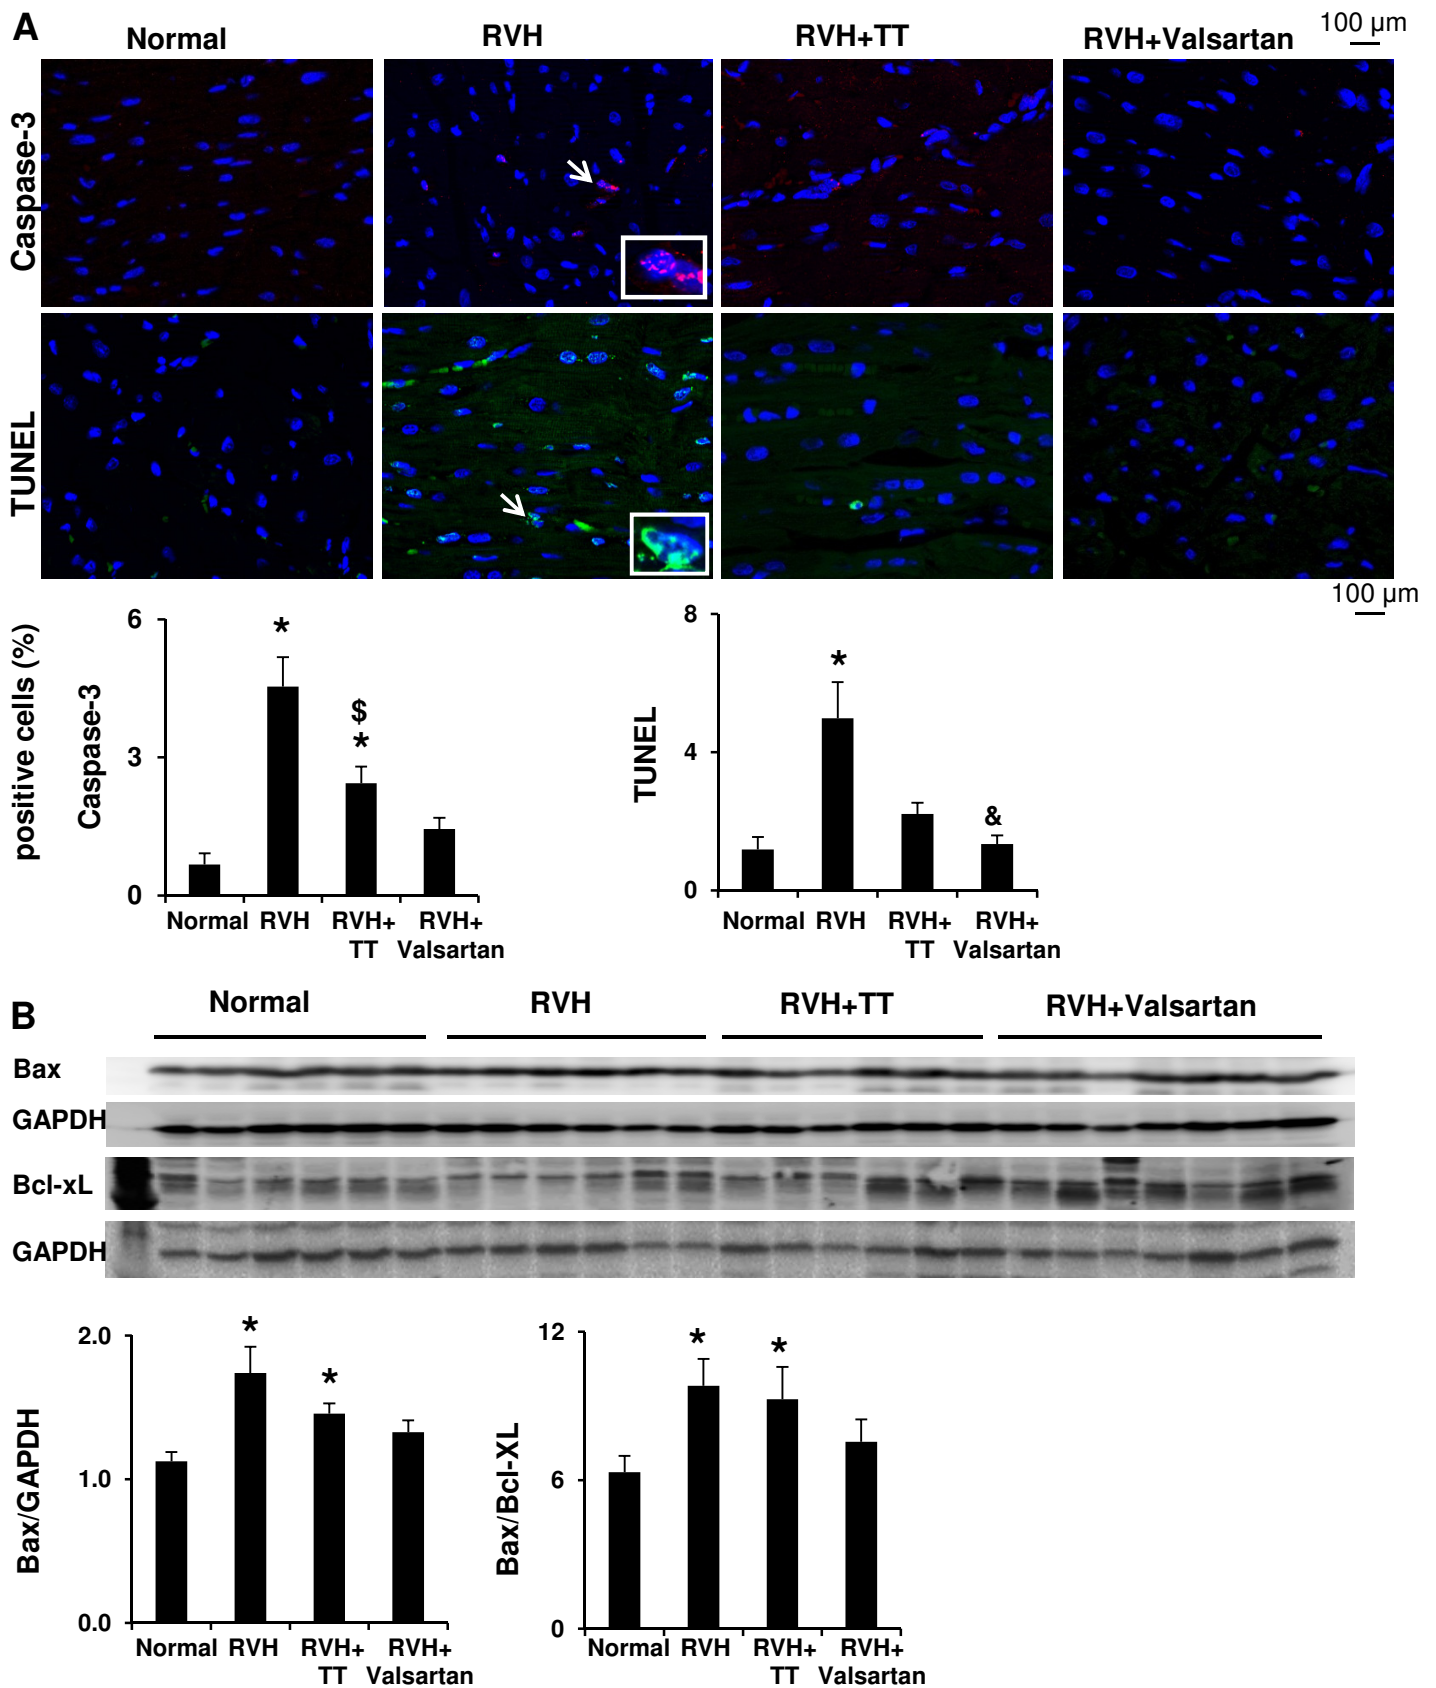 A
Normal
RVH
RVH+TT
RVH+Valsartan
100 µm
Caspase-3
TUNEL
100 µm
positive cells (%)
Caspase-3
6
3
0
*
$
*
Normal
RVH
RVH+
TT
RVH+
Valsartan
TUNEL
8
4
0
*
&
Normal
RVH
RVH+
TT
RVH+
Valsartan
B
Normal
RVH
RVH+TT
RVH+Valsartan
Bax
GAPDH
Bcl-xL
GAPDH
Bax/GAPDH
2.0
1.0
0.0
*
*
Normal
RVH
RVH+
TT
RVH+
Valsartan
Bax/Bcl-XL
12
6
0
*
*
Normal
RVH
RVH+
TT
RVH+
Valsartan